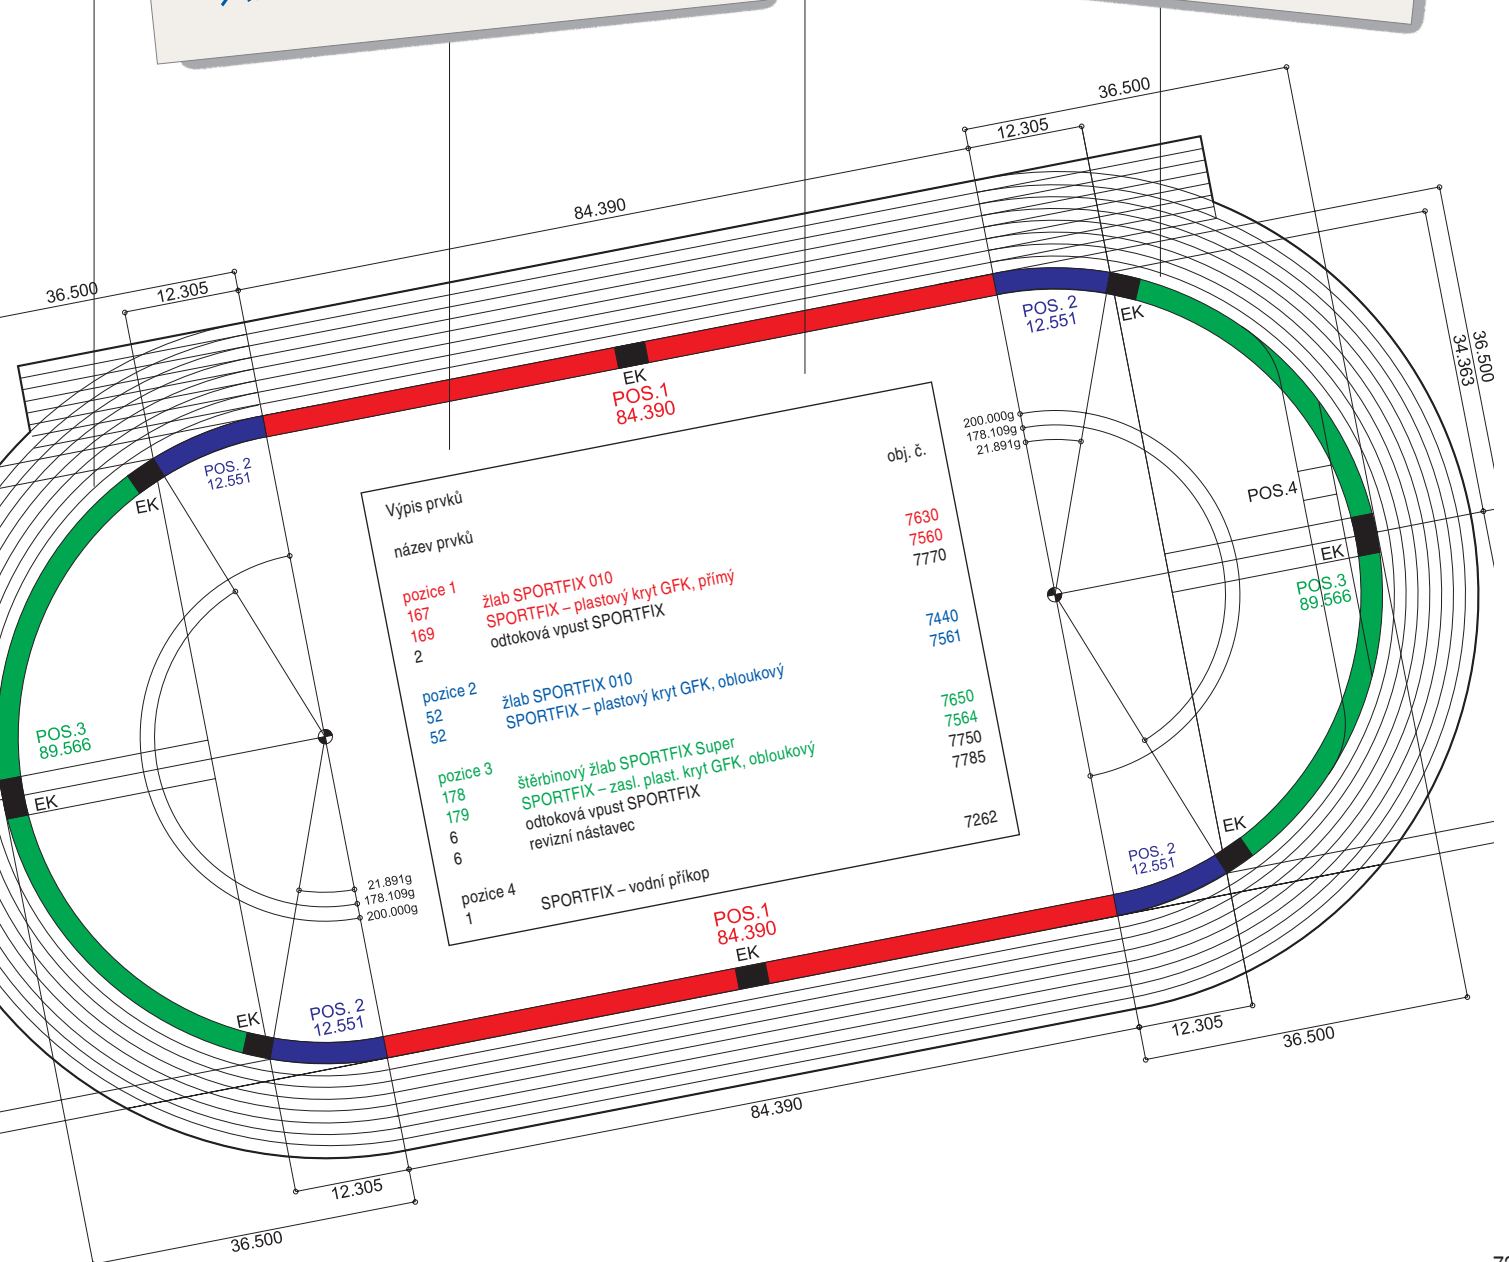 36.500
12.305
84.390
36.500
12.305
POS. 2
12.551
EK
EK
POS.1
84.390
36.500
34.363
POS. 2
12.551
EK
200.000g
178.109g
21.891g
POS.4
EK
POS.3
89.566
Výpis prvků
obj. č.
název prvků
pozice 1
167 žlab SPORTFIX 010 7630
169 SPORTFIX – plastový kryt GFK, přímý 7560
2 odtoková vpust SPORTFIX 7770
pozice 2
52 žlab SPORTFIX 010 7440
52 SPORTFIX – plastový kryt GFK, obloukový 7561
pozice 3
178 štěrbinový žlab SPORTFIX Super 7650
179 SPORTFIX – zasl. plast. kryt GFK, obloukový 7564
6 odtoková vpust SPORTFIX 7750
6 revizní nástavec 7785
pozice 4
1 SPORTFIX – vodní příkop 7262
POS.3
89.566
EK
21.891g
178.109g
200.000g
EK
POS. 2
12.551
POS. 2
12.551
EK
POS.1
84.390
EK
12.305
36.500
84.390
12.305
36.500